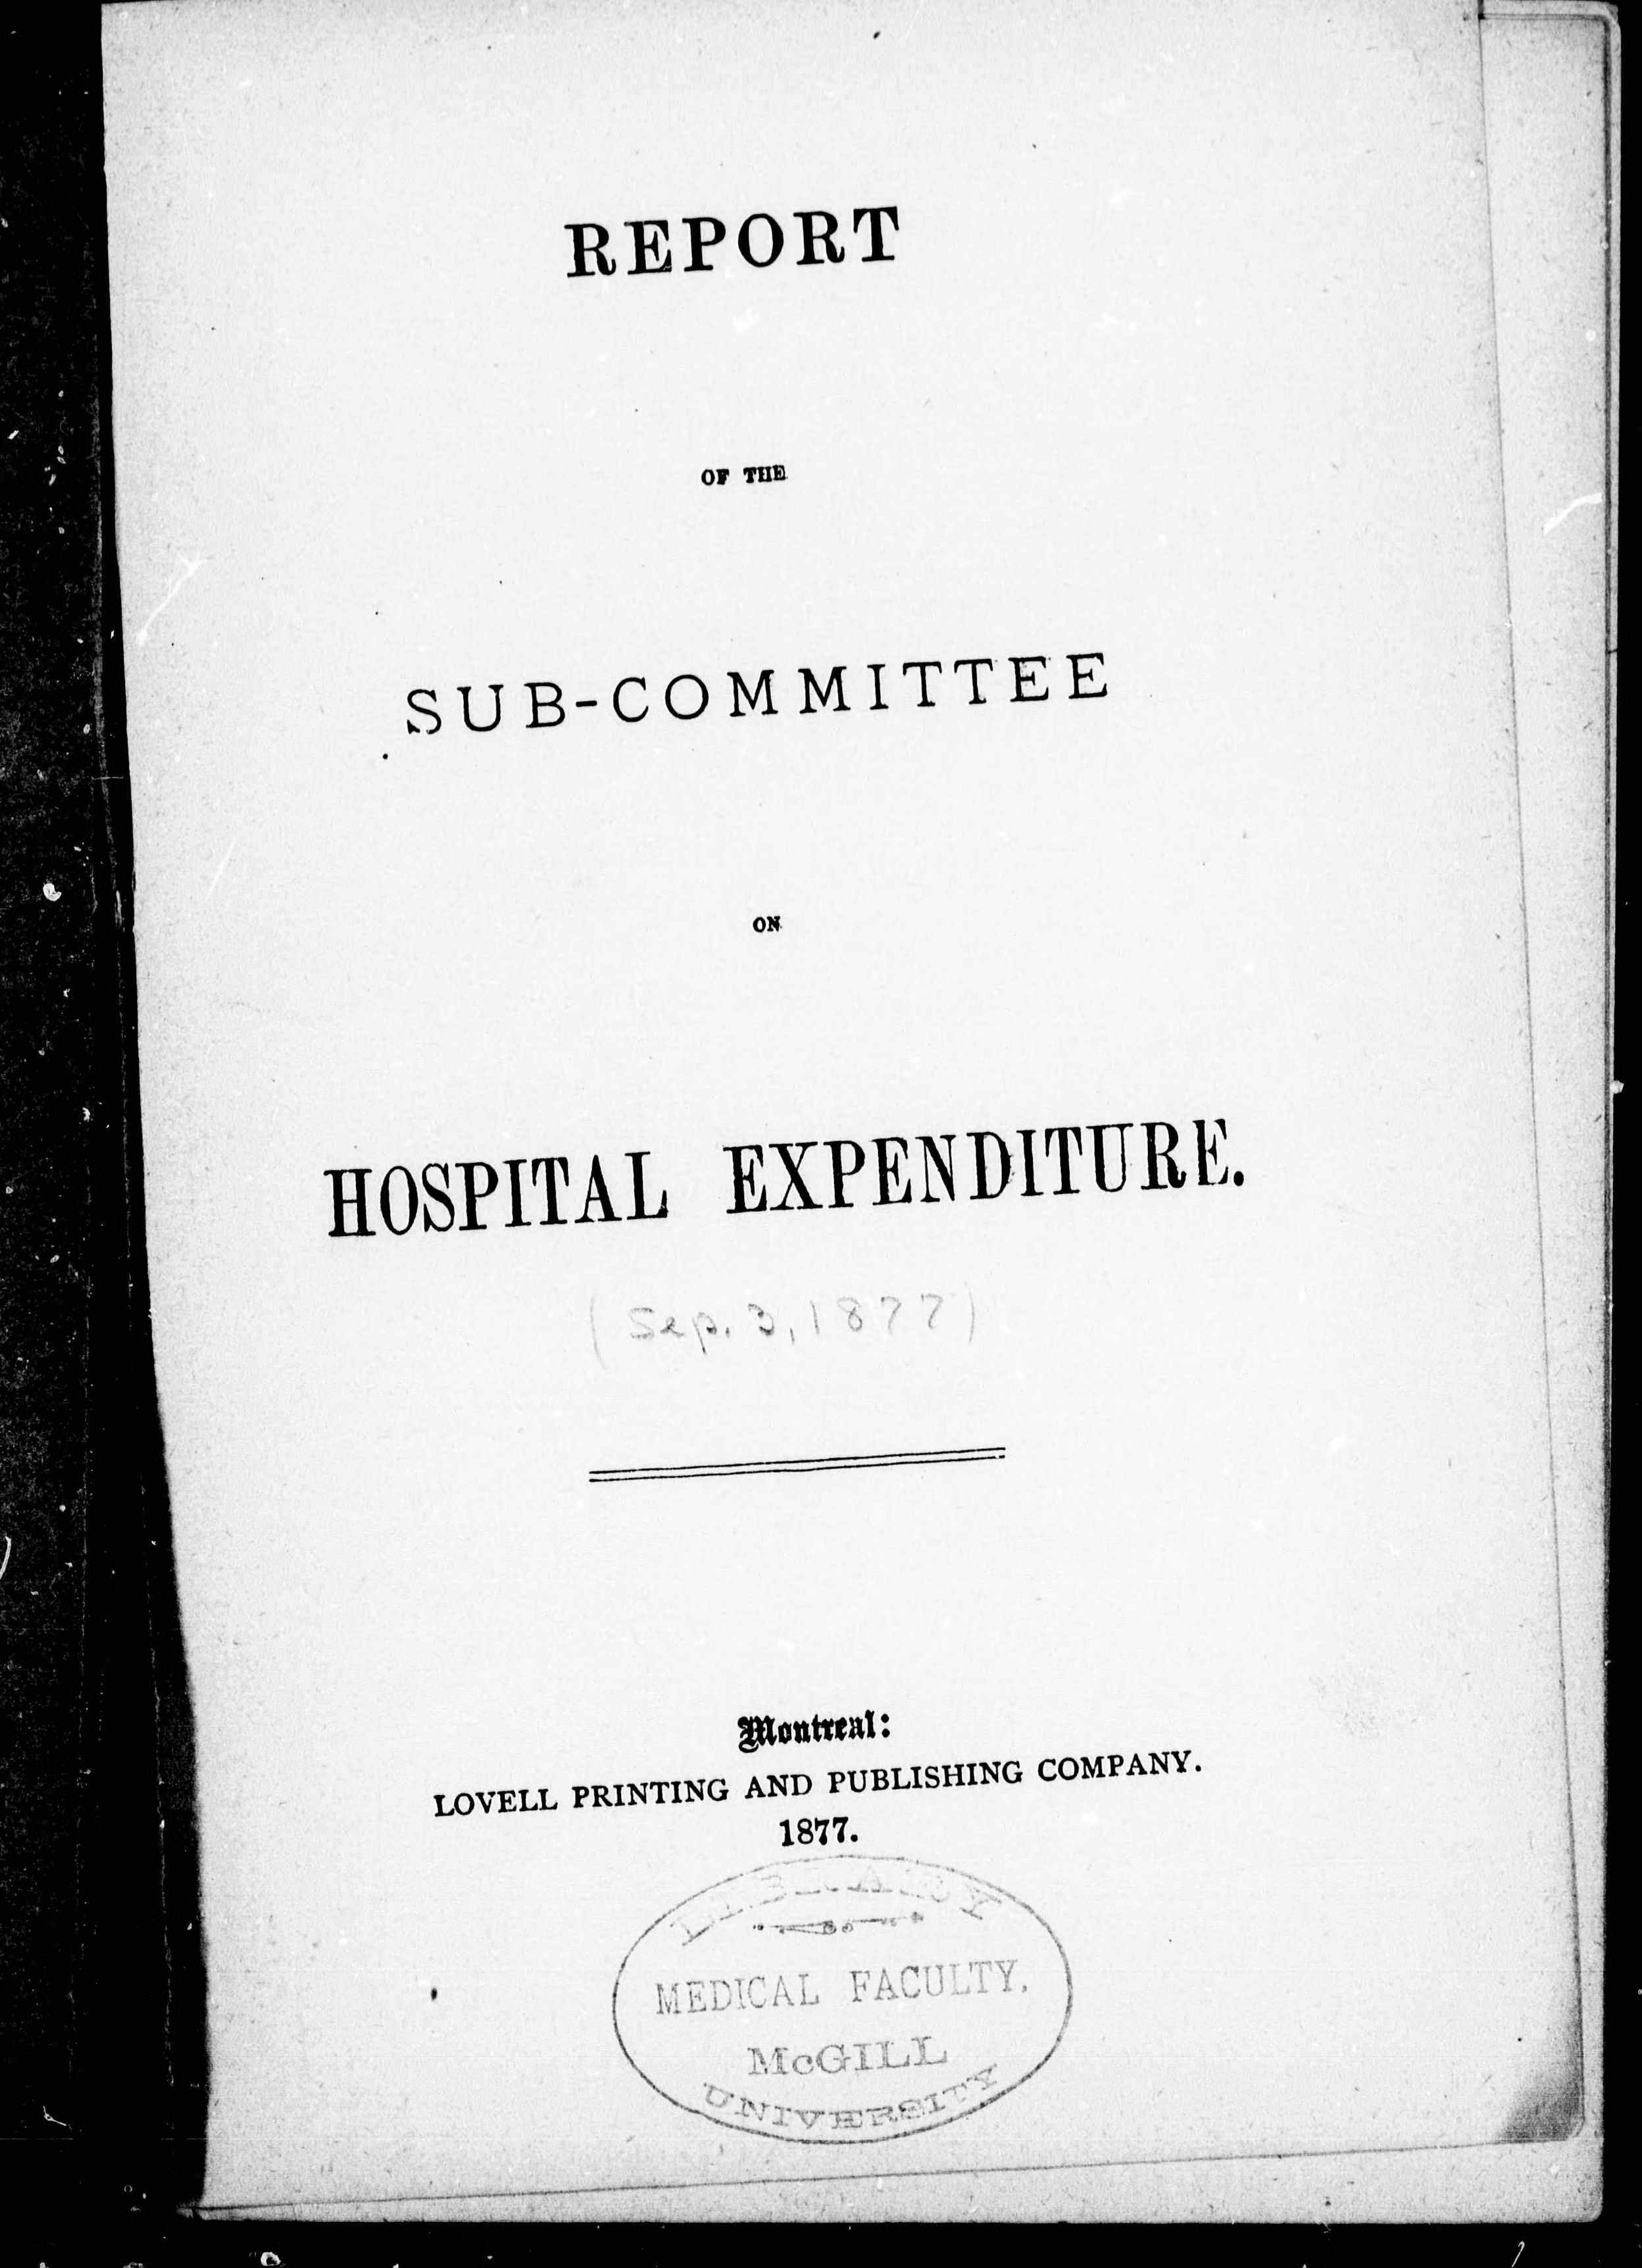 REPORT
OF THE
SUB-COMMITTEE
ON
HOSPITAL EXPENDITURE.
(Sep. 3, 1877)
Montreal:
LOVELL PRINTING AND PUBLISHING COMPANY.
1877.
LIBRARY
MEDICAL FACULTY.
McGILL
UNIVERSITY